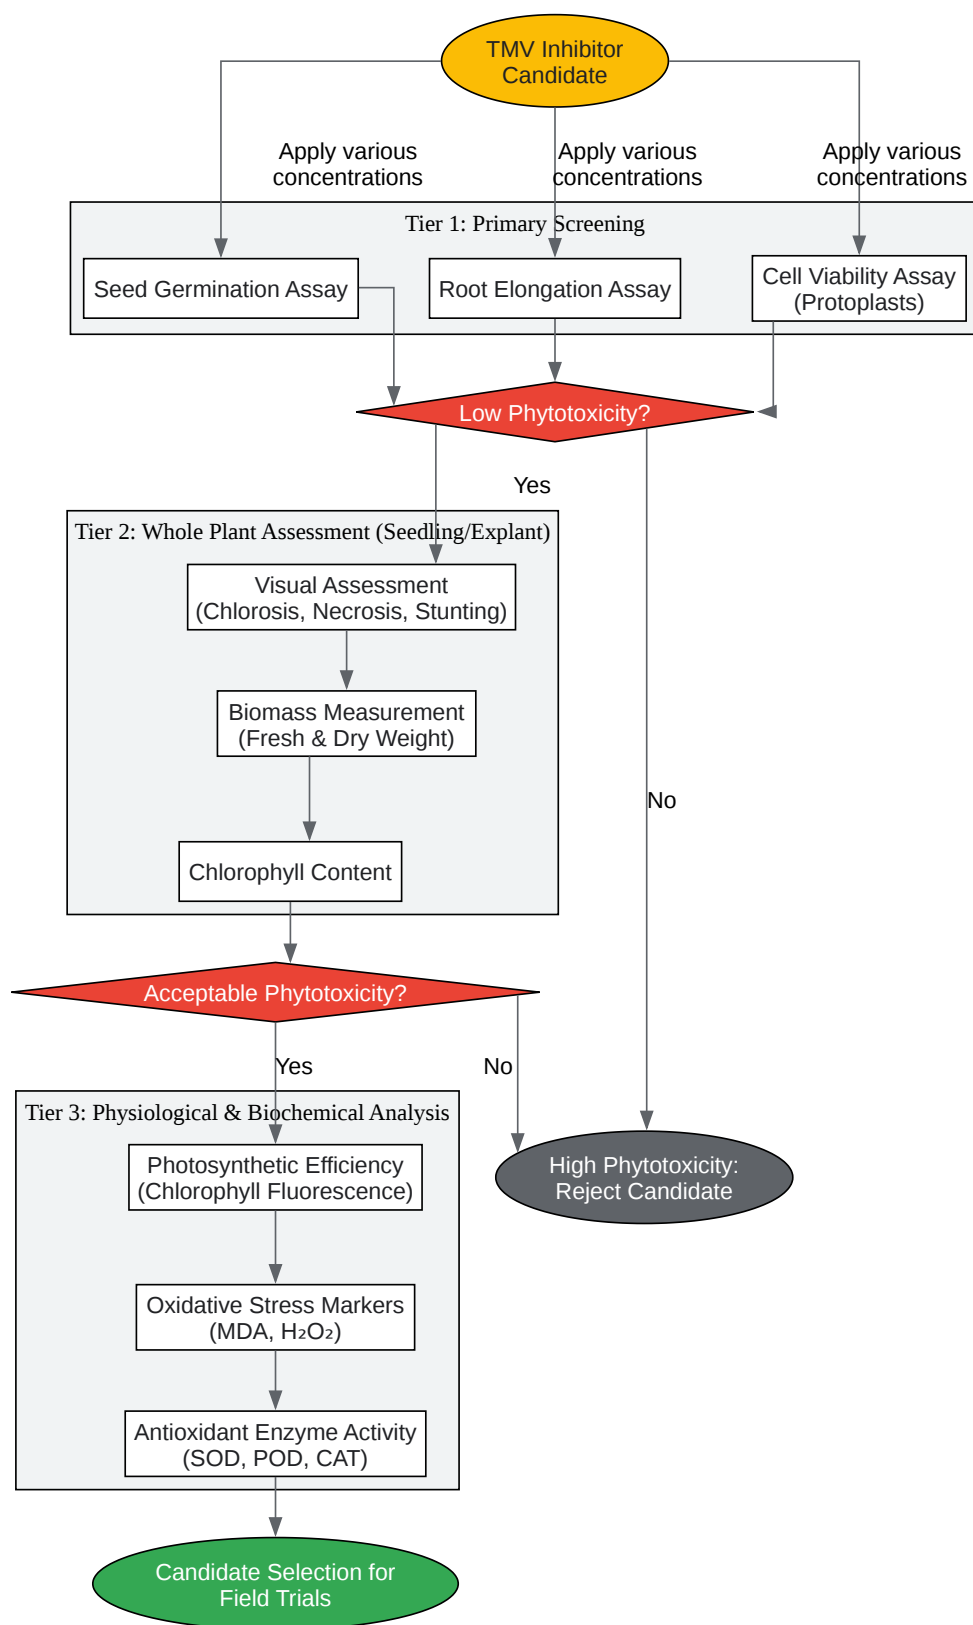 TMV Inhibitor
Candidate
Apply various
concentrations
Apply various
concentrations
Apply various
concentrations
Tier 1: Primary Screening
Seed Germination Assay
Root Elongation Assay
Cell Viability Assay
(Protoplasts)
Low Phytotoxicity?
Yes
Tier 2: Whole Plant Assessment (Seedling/Explant)
Visual Assessment
(Chlorosis, Necrosis, Stunting)
Biomass Measurement
(Fresh & Dry Weight)
No
Chlorophyll Content
Acceptable Phytotoxicity?
Yes
No
Tier 3: Physiological & Biochemical Analysis
Photosynthetic Efficiency
(Chlorophyll Fluorescence)
High Phytotoxicity:
Reject Candidate
Oxidative Stress Markers
(MDA, H₂O₂)
Antioxidant Enzyme Activity
(SOD, POD, CAT)
Candidate Selection for
Field Trials